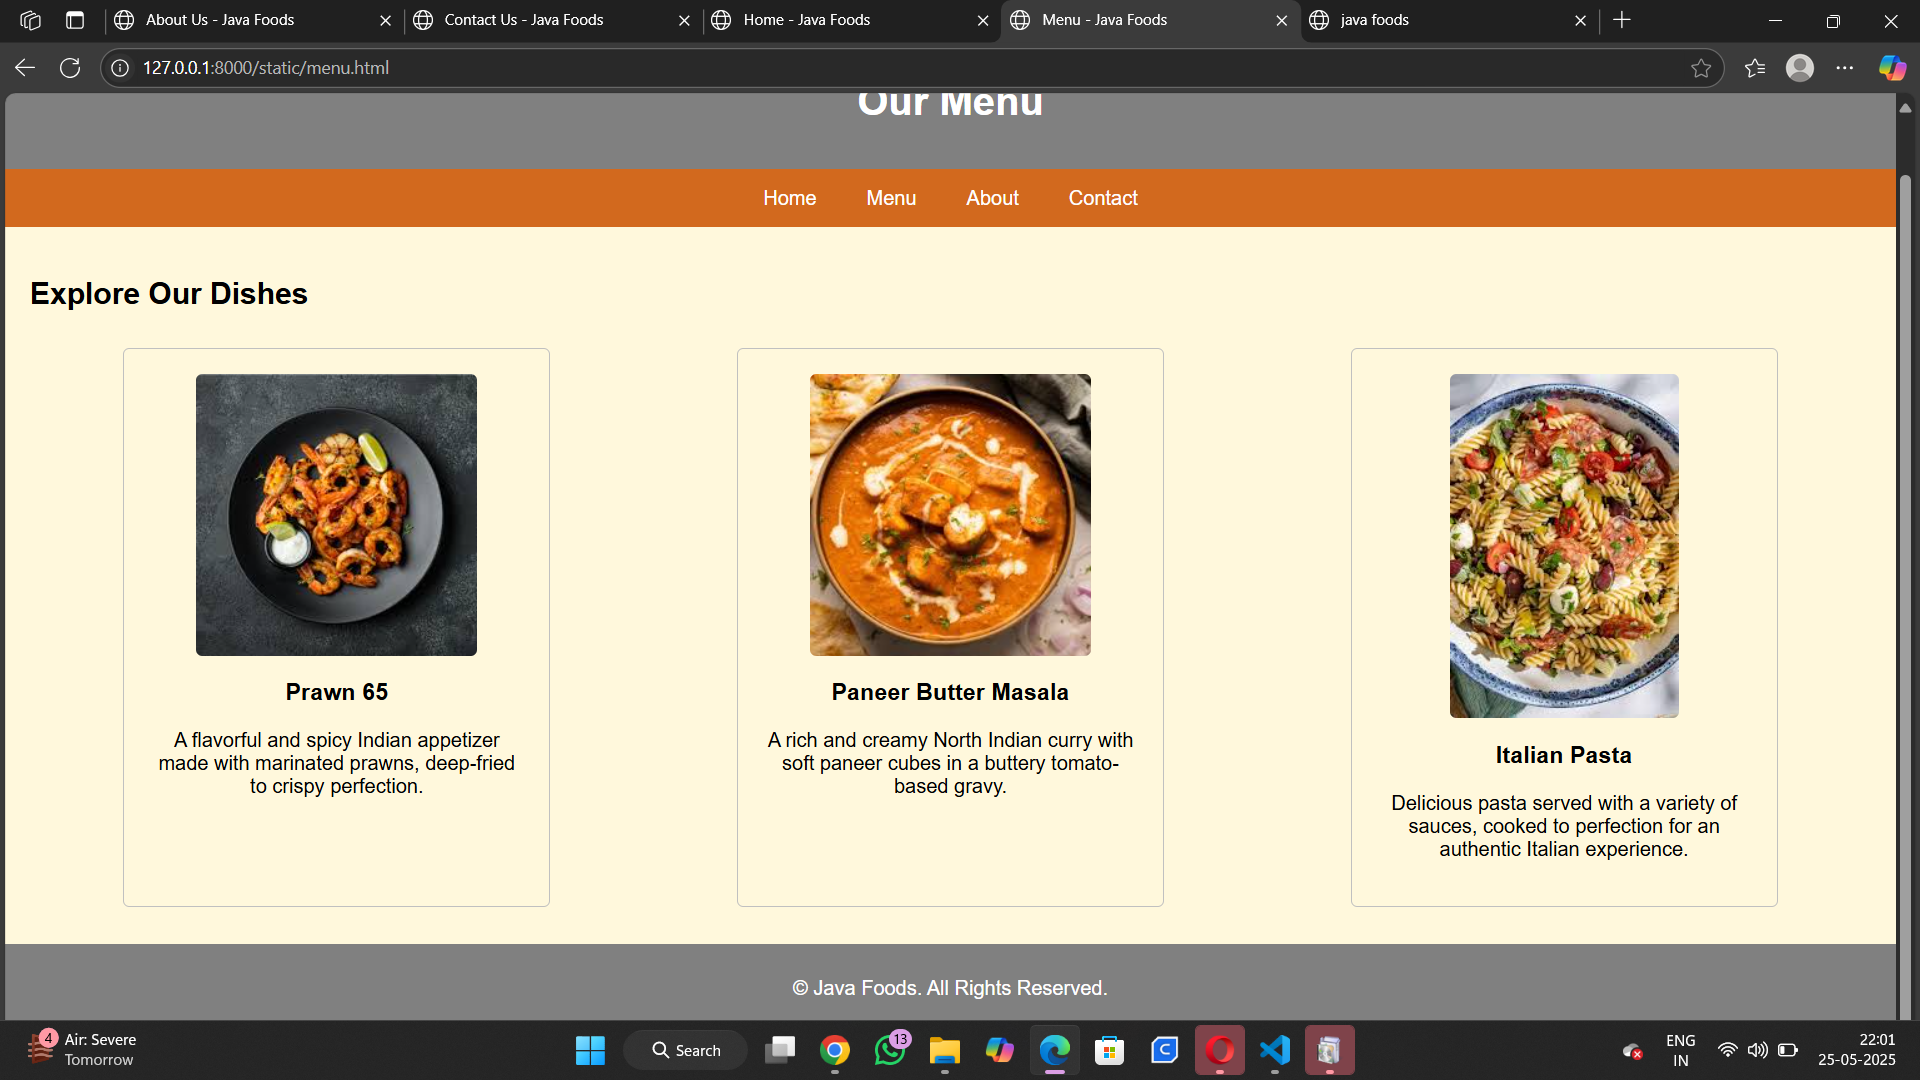 About Us - Java Foods
Contact Us - Java Foods
Home - Java Foods
Menu - Java Foods
java foods
127.0.0.1:8000/static/menu.html
Our Menu
Home
Menu
About
Contact
Explore Our Dishes
Prawn 65
A flavorful and spicy Indian appetizer
made with marinated prawns, deep-fried
to crispy perfection.
Paneer Butter Masala
A rich and creamy North Indian curry with
soft paneer cubes in a buttery tomato-
based gravy.
Italian Pasta
Delicious pasta served with a variety of
sauces, cooked to perfection for an
authentic Italian experience.
© Java Foods. All Rights Reserved.
4
Air: Severe
Tomorrow
Search
13
ENG
IN
22:01
25-05-2025